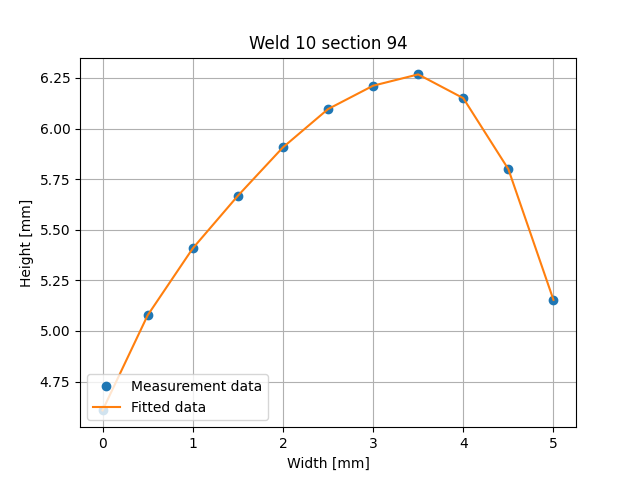 Weld 10 section 94
Height [mm]
6.25
6.00
5.75
5.50
5.25
5.00
4.75
Measurement data
Fitted data
0 1 2 3 4 5
Width [mm]